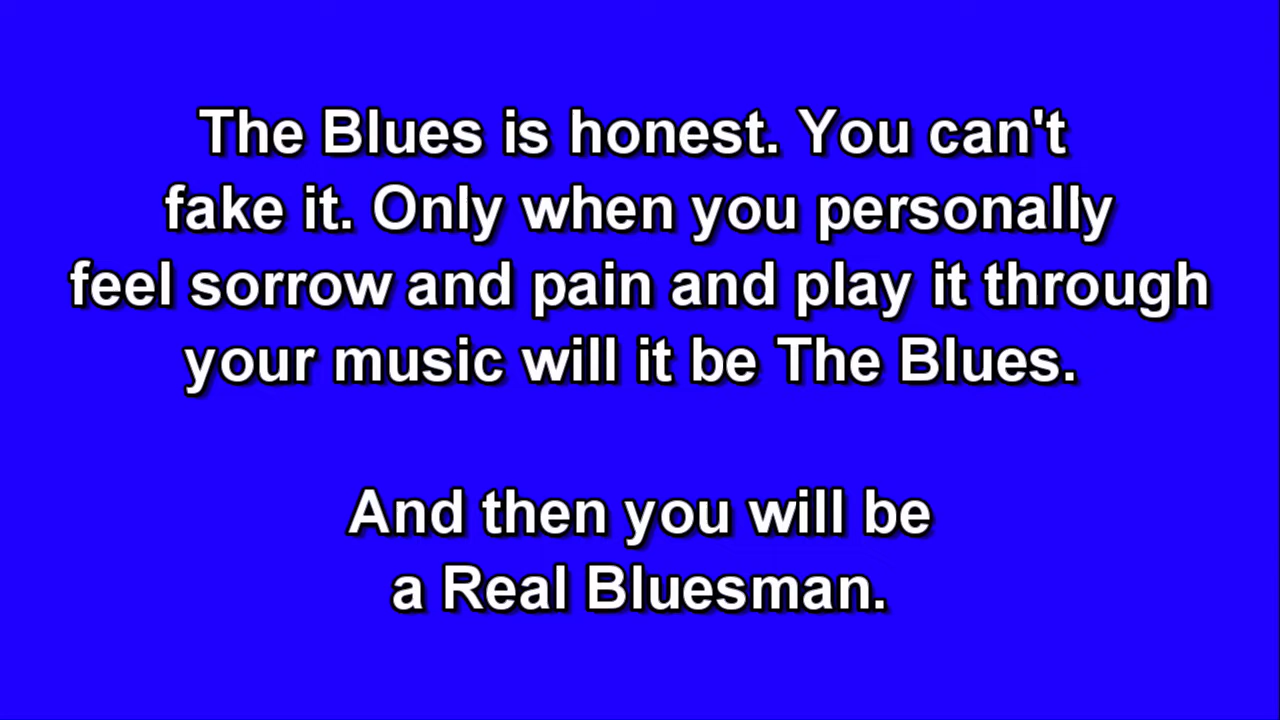 The Blues is honest. You can't
fake it. Only when you personally
feel sorrow and pain and play it through
your music will it be The Blues.
And then you will be
a Real Bluesman.